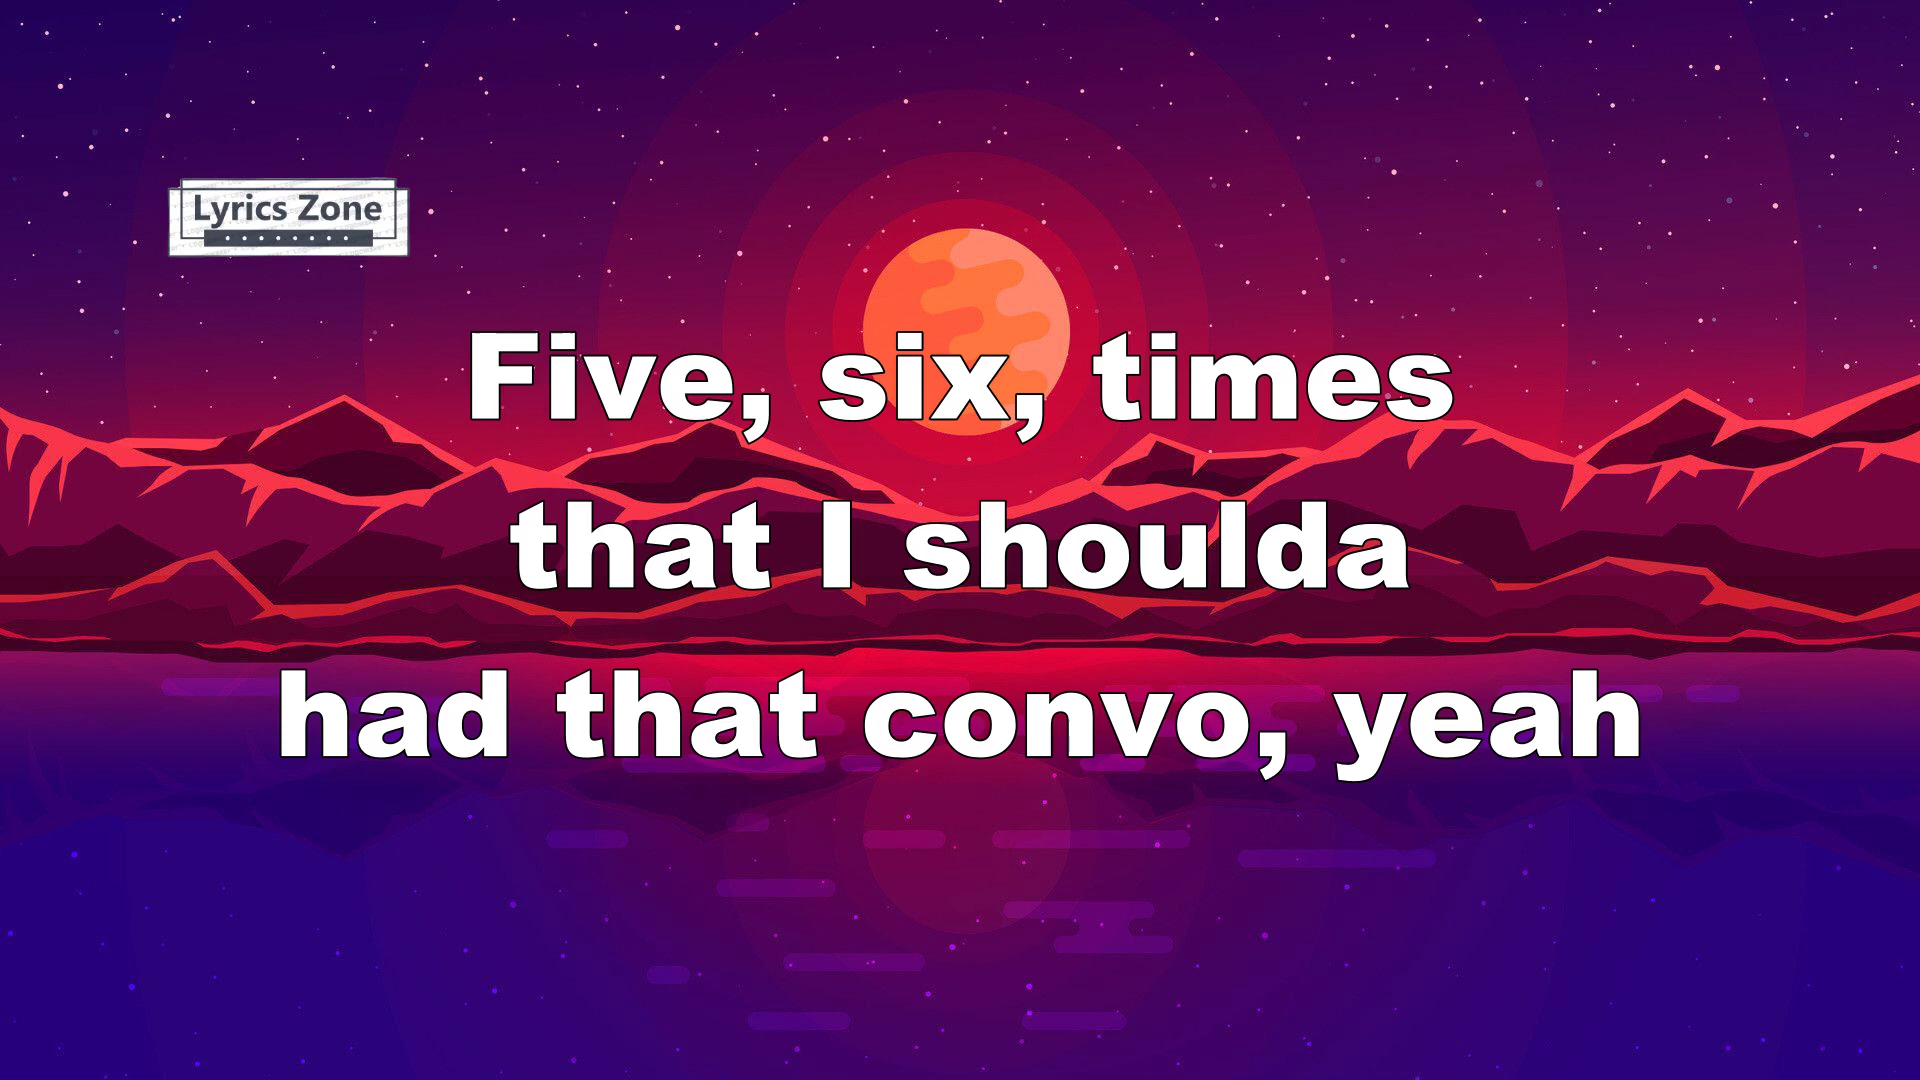 Lyrics Zone
Five, six, times
that I shoulda
had that convo, yeah